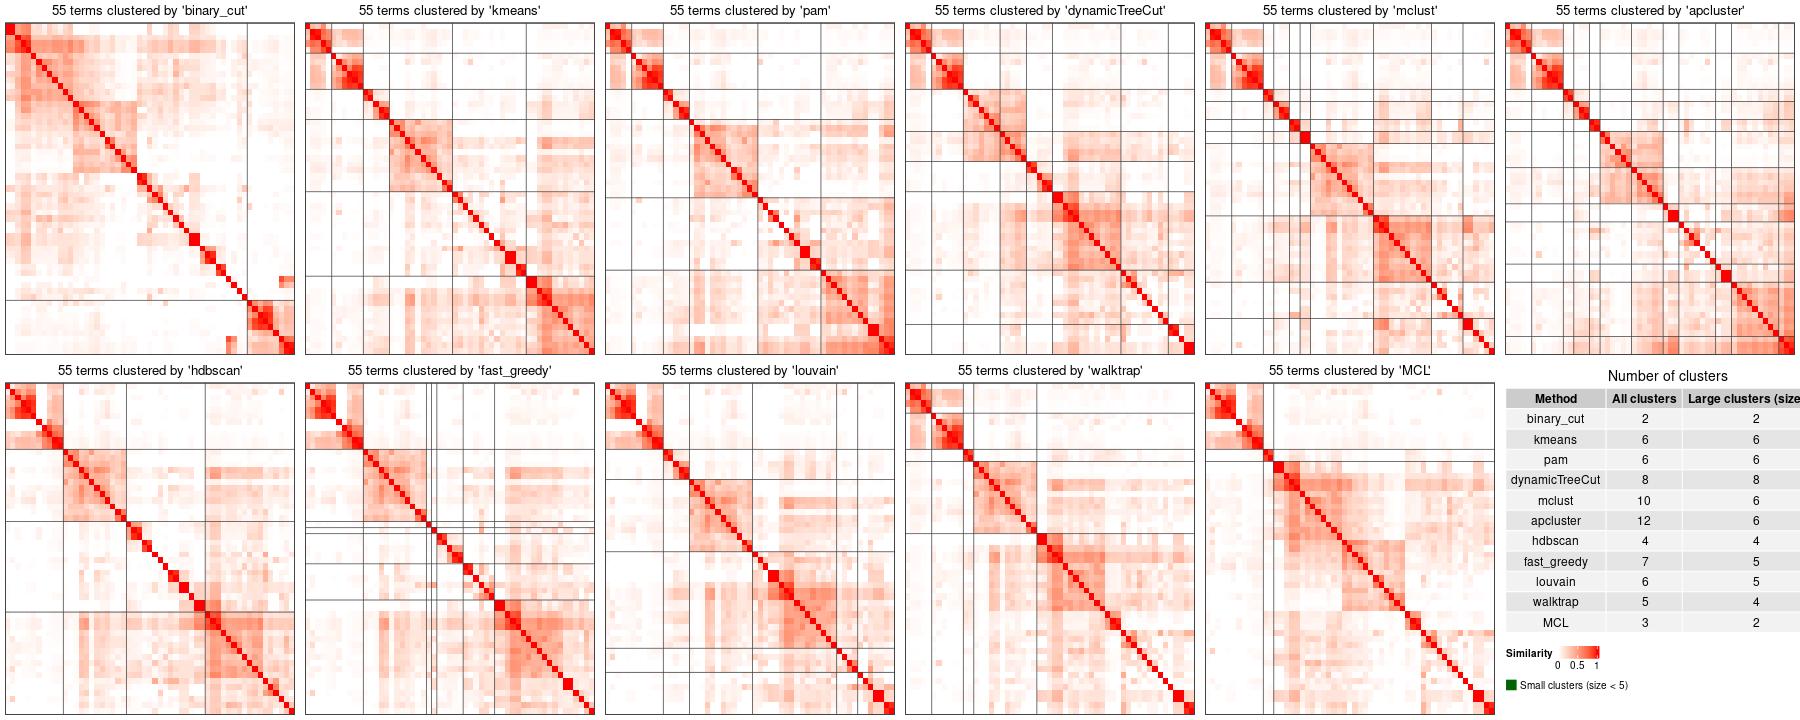 55 terms clustered by 'binary_cut'
55 terms clustered by 'kmeans'
55 terms clustered by 'pam'
55 terms clustered by 'dynamicTreeCut'
55 terms clustered by 'mclust'
55 terms clustered by 'apcluster'
55 terms clustered by 'hdbscan'
55 terms clustered by 'fast_greedy'
55 terms clustered by 'louvain'
55 terms clustered by 'walktrap'
55 terms clustered by 'MCL'
Number of clusters
Method All clusters Large clusters (size
binary_cut 2 2
kmeans 6 6
pam 6 6
dynamicTreeCut 8 8
mclust 10 6
apcluster 12 6
hdbscan 4 4
fast_greedy 7 5
louvain 6 5
walktrap 5 4
MCL 3 2
Similarity
0 0.5 1
Small clusters (size < 5)